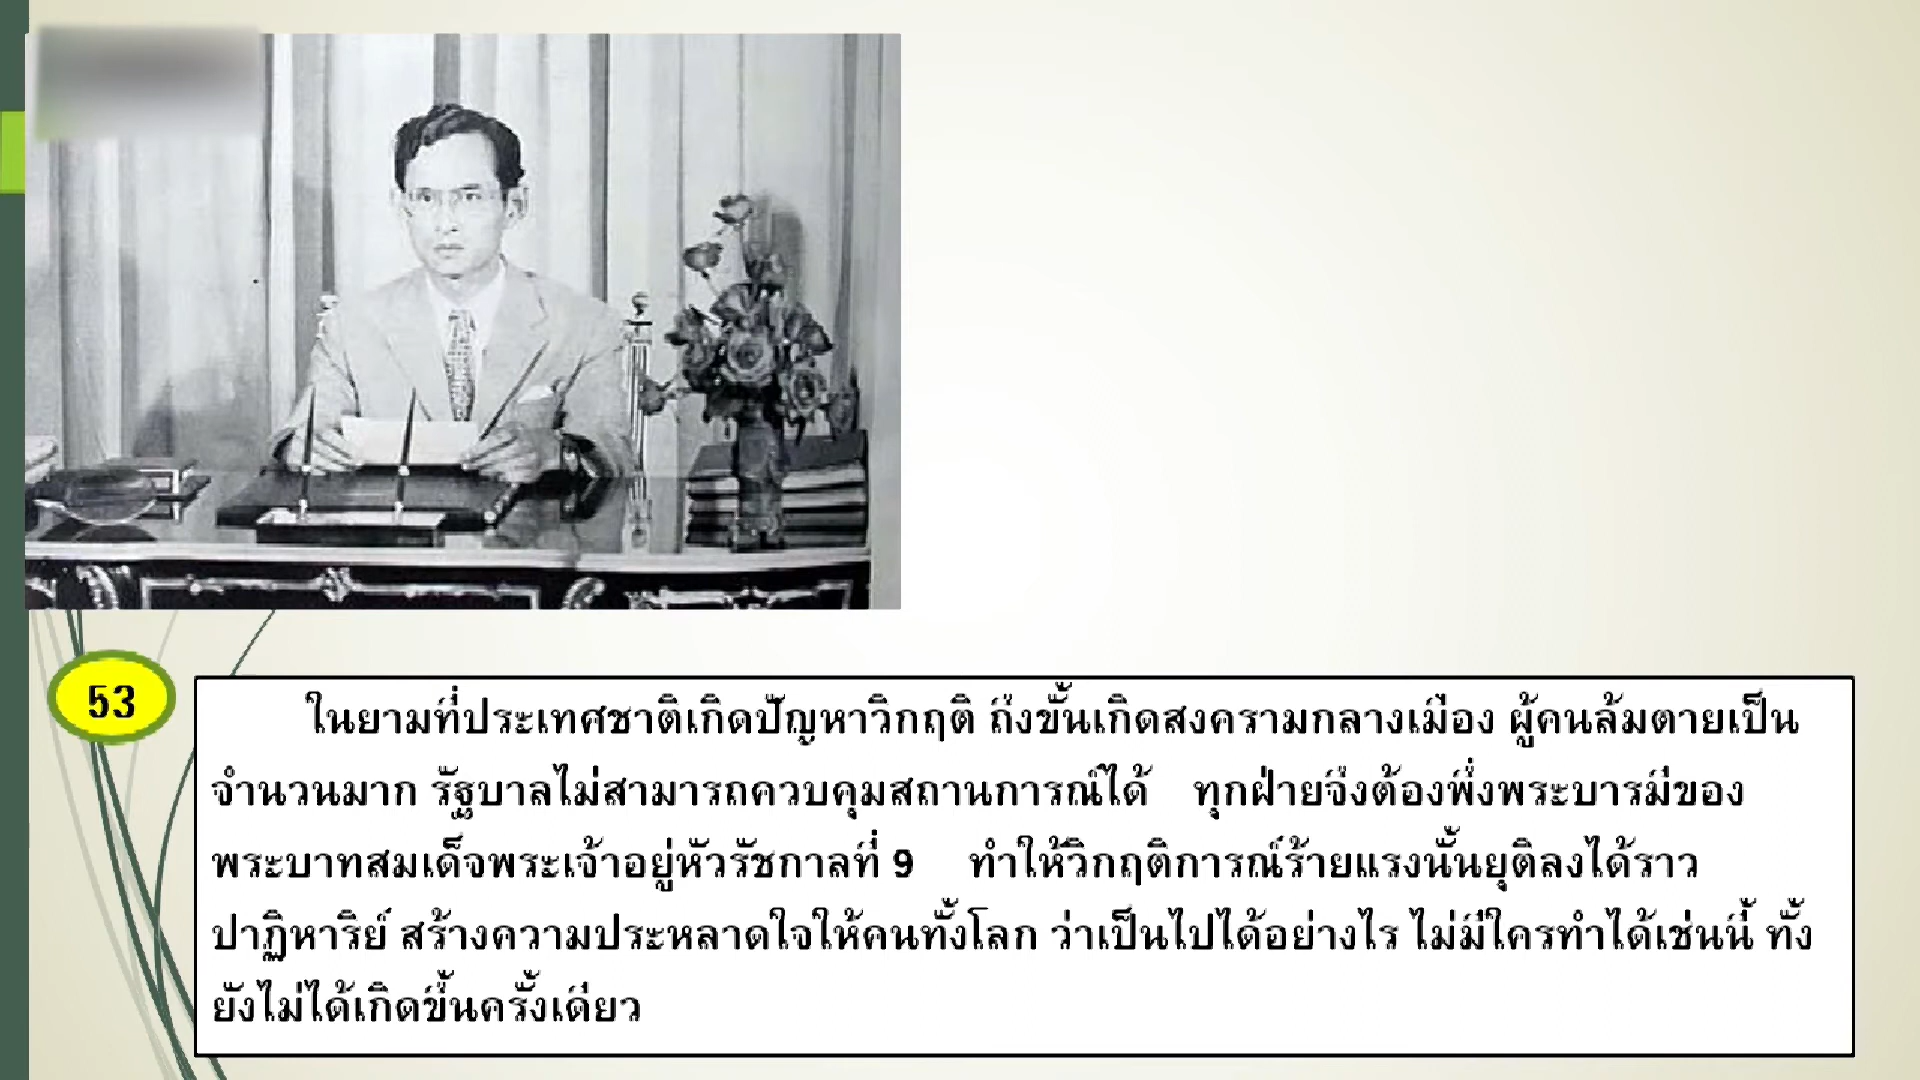 53
ในยามที่ประเทศชาติเกิดปัญหาวิกฤติ ถึงขั้นเกิดสงครามกลางเมือง ผู้คนล้มตายเป็น
จำนวนมาก รัฐบาลไม่สามารถควบคุมสถานการณ์ได้ ทุกฝ่ายจึงต้องพึ่งพระบารมีของ
พระบาทสมเด็จพระเจ้าอยู่หัวรัชกาลที่ 9 ทำให้วิกฤติการณ์ร้ายแรงนั้นยุติลงได้ราว
ปาฏิหาริย์ สร้างความประหลาดใจให้คนทั้งโลก ว่าเป็นไปได้อย่างไร ไม่มีใครทำได้เช่นนี้ ทั้ง
ยังไม่ได้เกิดขึ้นครั้งเดียว